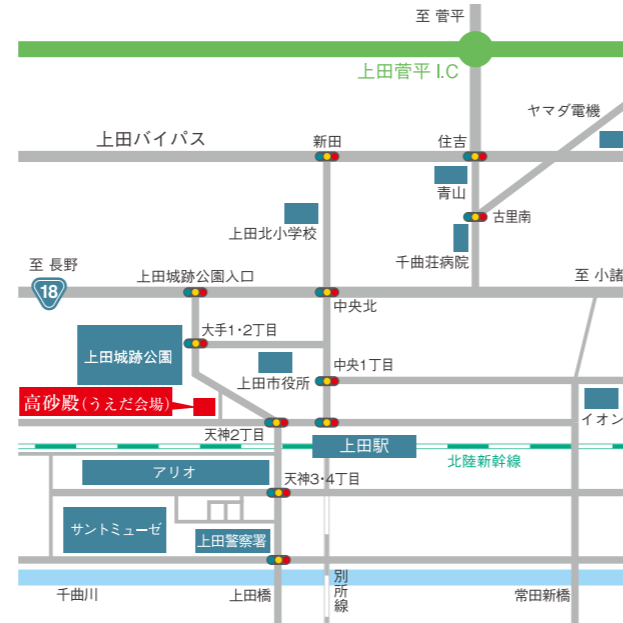 至 菅平
上田菅平 I.C
ヤマダ電機
上田バイパス
新田
住吉
青山
古里南
上田北小学校
千曲荘病院
至 長野
18
上田城跡公園入口
至 小諸
中央北
大手1・2丁目
上田城跡公園
上田市役所
中央1丁目
高砂殿(うえだ会場)
イオン
天神2丁目
上田駅
北陸新幹線
アリオ
天神3・4丁目
サントミューゼ
上田警察署
千曲川
上田橋
別所線
常田新橋